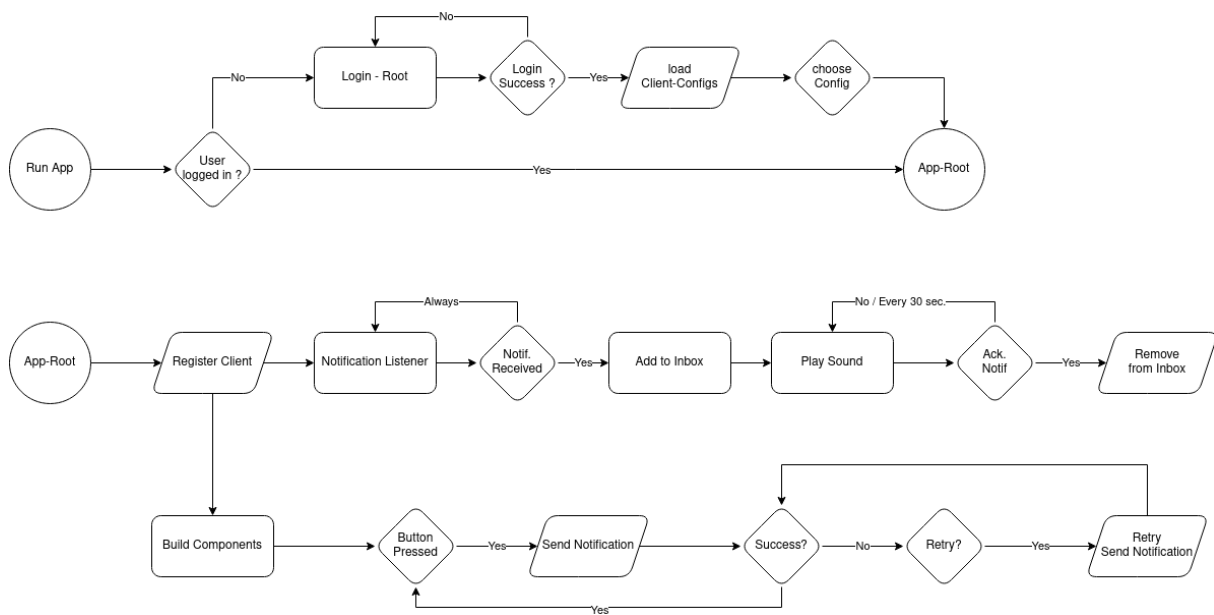 No
Login - Root
Login
Success ?
Yes
load
Client-Configs
choose
Config
No
Run App
User
logged in ?
Yes
App-Root
Always
No / Every 30 sec.
App-Root
Register Client
Notification Listener
Notif.
Received
Yes
Add to Inbox
Play Sound
Ack.
Notif
Yes
Remove
from Inbox
Build Components
Button
Pressed
Yes
Send Notification
Success?
No
Retry?
Yes
Retry
Send Notification
Yes